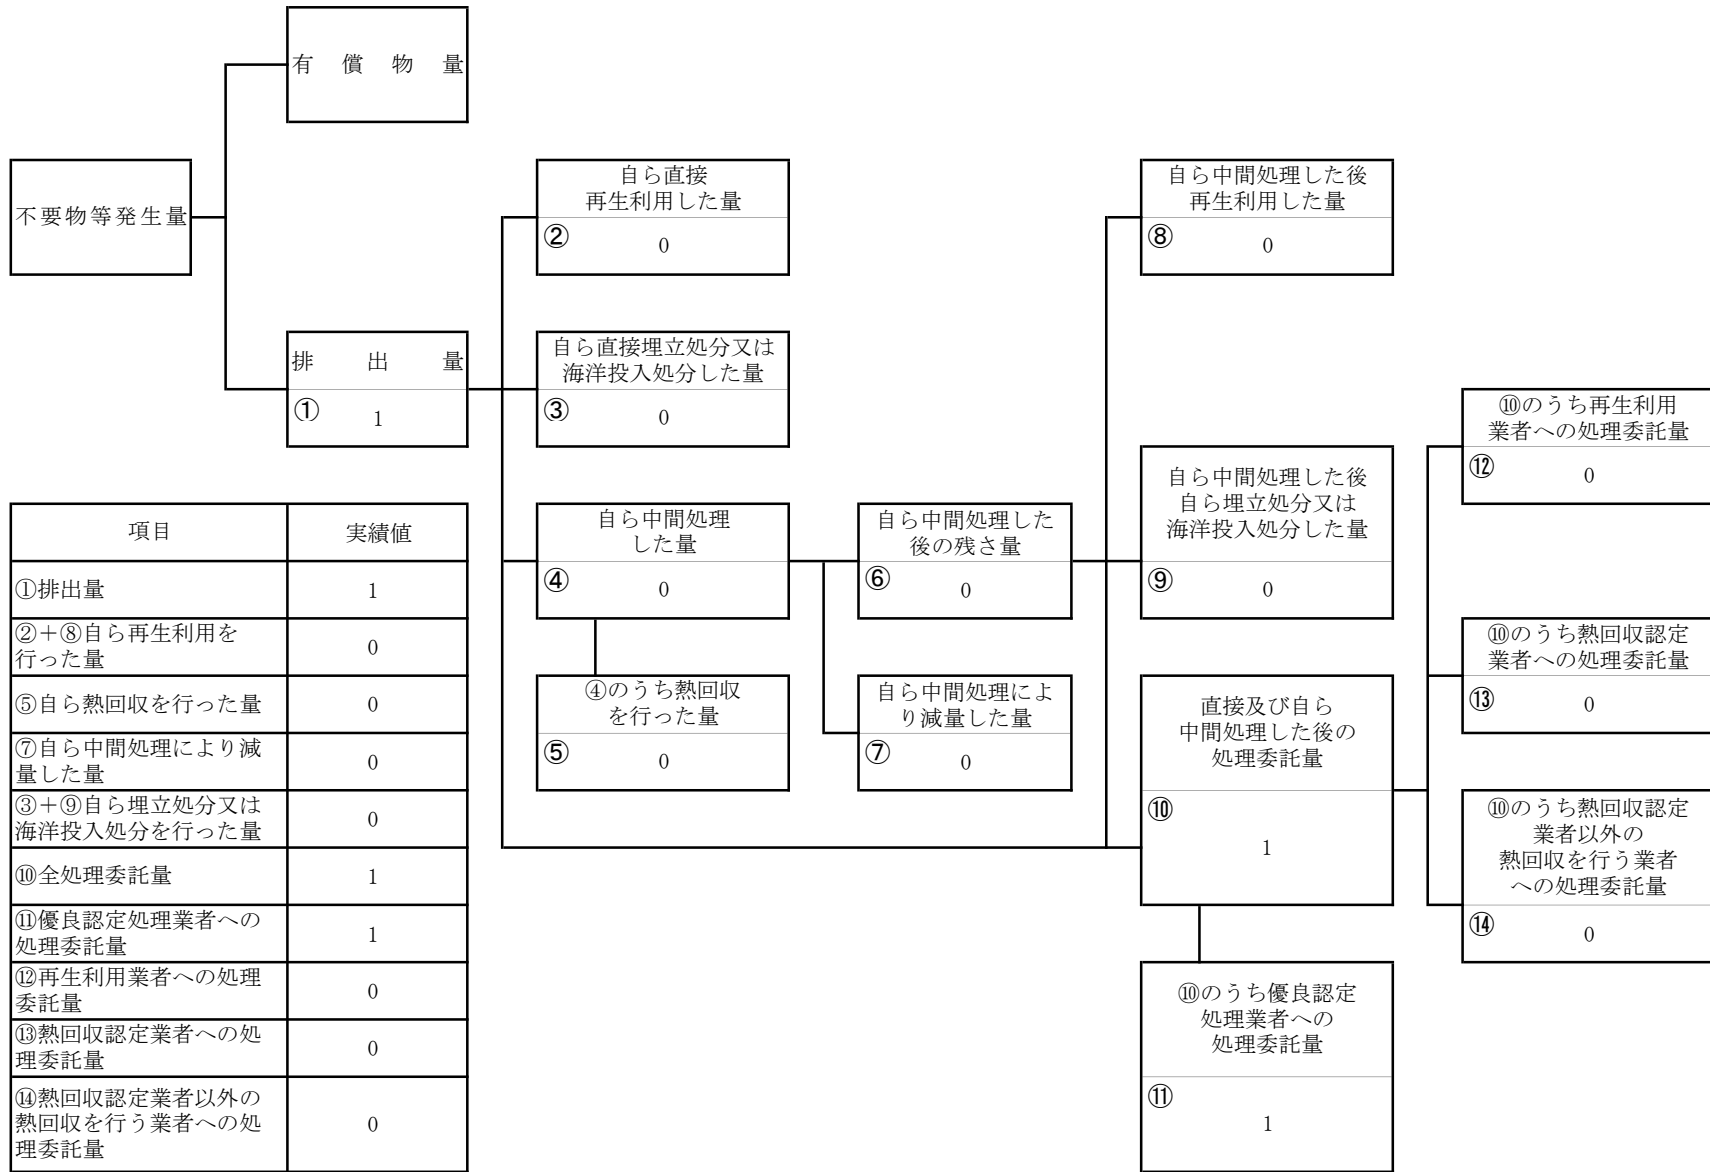 有償物量
不要物等発生量
排出量
①
1
自ら直接
再生利用した量
②
0
自ら直接埋立処分又は
海洋投入処分した量
③
0
自ら中間処理
した量
④
0
④のうち熱回収
を行った量
⑤
0
自ら中間処理した
後の残さ量
⑥
0
自ら中間処理によ
り減量した量
⑦
0
自ら中間処理した後
再生利用した量
⑧
0
自ら中間処理した後
自ら埋立処分又は
海洋投入処分した量
⑨
0
直接及び自ら
中間処理した後の
処理委託量
⑩
1
⑩のうち優良認定
処理業者への
処理委託量
⑪
1
⑩のうち再生利用
業者への処理委託量
⑫
0
⑩のうち熱回収認定
業者への処理委託量
⑬
0
⑩のうち熱回収認定
業者以外の
熱回収を行う業者
への処理委託量
⑭
0
項目 実績値
①排出量 1
②+⑧自ら再生利用を
行った量 0
⑤自ら熱回収を行った量 0
⑦自ら中間処理により減
量した量 0
③+⑨自ら埋立処分又は
海洋投入処分を行った量 0
⑩全処理委託量 1
⑪優良認定処理業者への
処理委託量 1
⑫再生利用業者への処理
委託量 0
⑬熱回収認定業者への処
理委託量 0
⑭熱回収認定業者以外の
熱回収を行う業者への処
理委託量 0